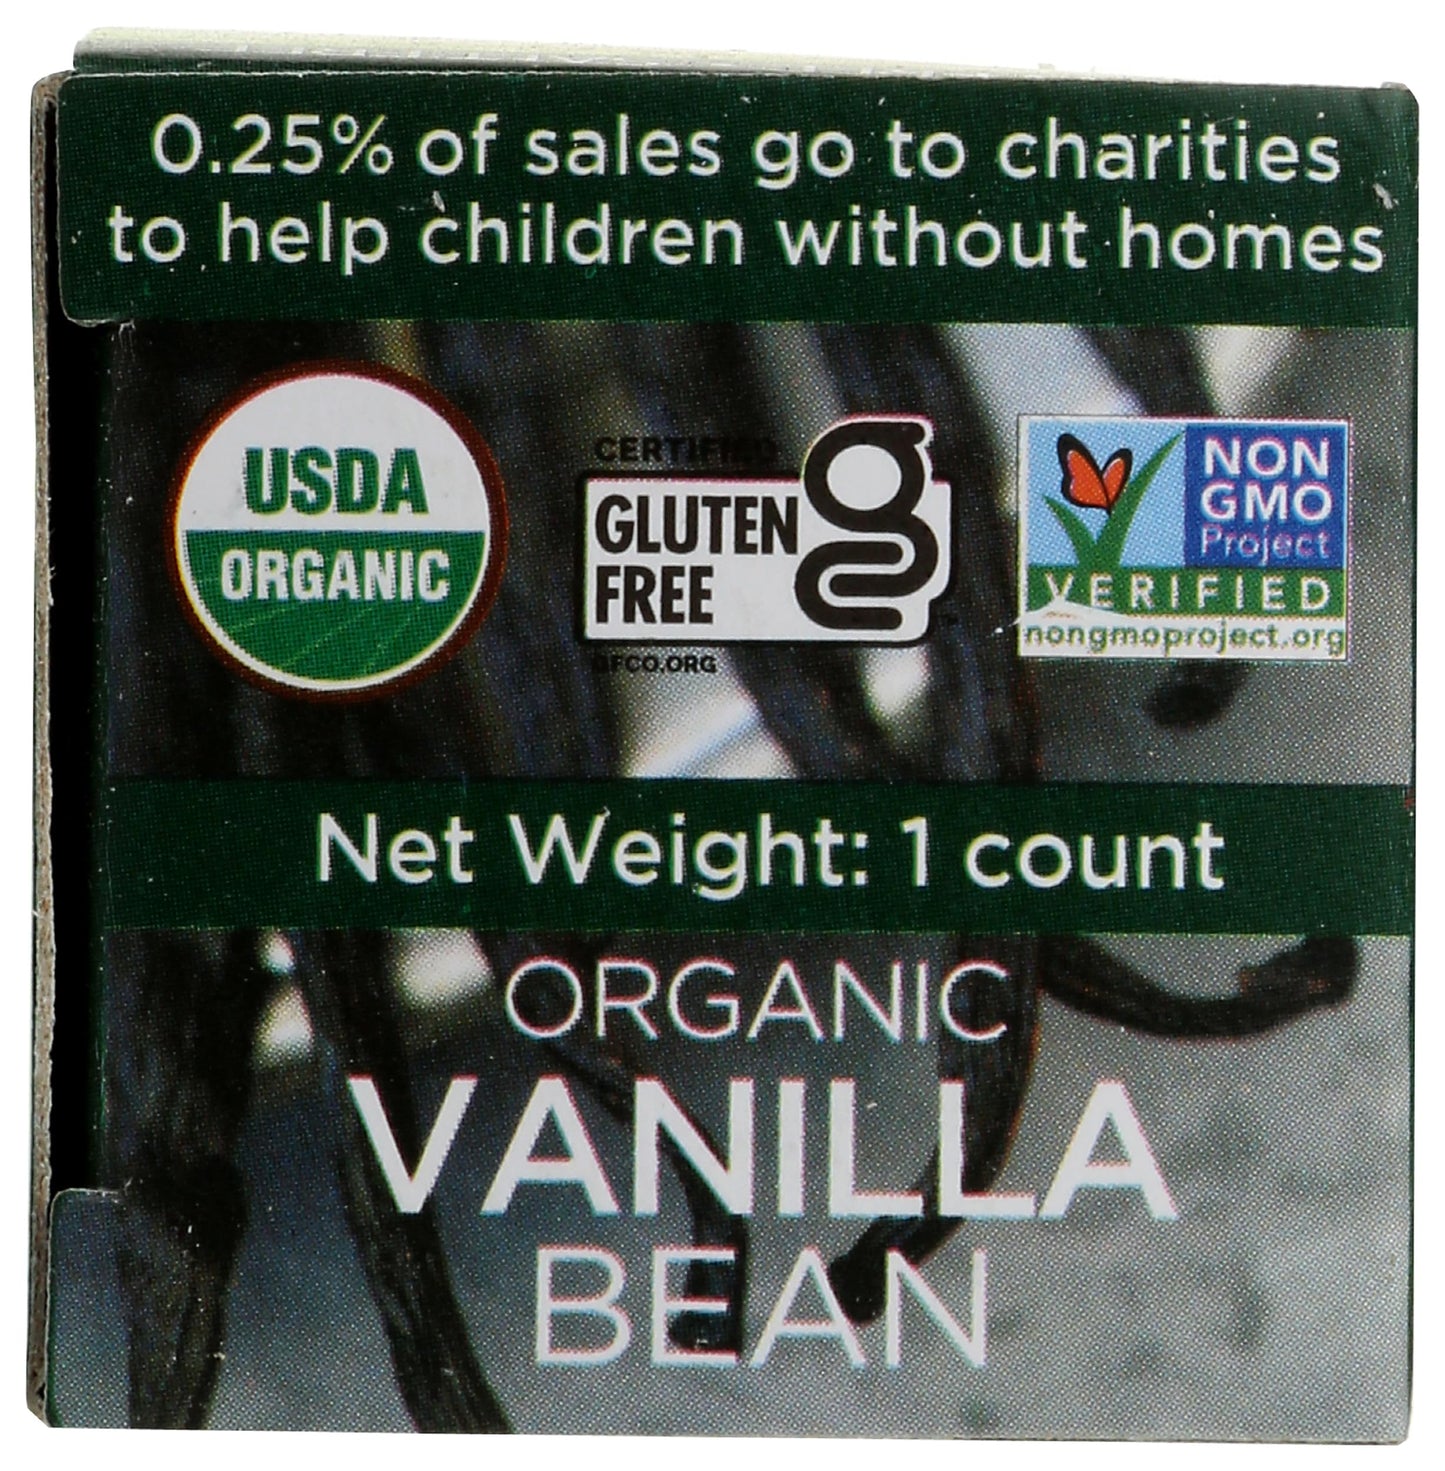 0.25% of sales go to charities
to help children without homes
USDA
ORGANIC
CERTIFIED
GLUTEN
FREE
GFCO.ORG
NON
GMO
Project
VERIFIED
nongmoproject.org
Net Weight: 1 count
ORGANIC
VANILLA
BEAN